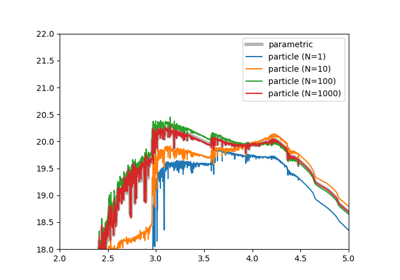 22.0
21.5
21.0
20.5
20.0
19.5
19.0
18.5
18.0
2.0 2.5 3.0 3.5 4.0 4.5 5.0
parametric
particle (N=1)
particle (N=10)
particle (N=100)
particle (N=1000)